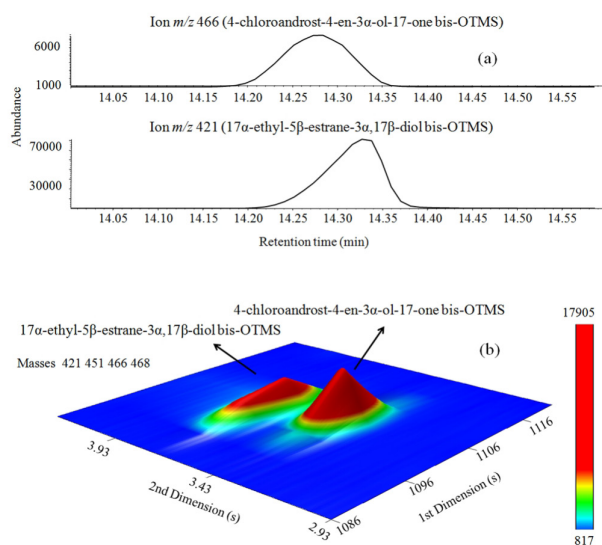 Ion m/z 466 (4-chloroandrost-4-en-3α-ol-17-one bis-OTMS)
6000
(a)
1000
14.05 14.10 14.15 14.20 14.25 14.30 14.35 14.40 14.45 14.50 14.55
Abundance
Ion m/z 421 (17α-ethyl-5β-estrane-3α,17β-diol bis-OTMS)
70000
30000
14.05 14.10 14.15 14.20 14.25 14.30 14.35 14.40 14.45 14.50 14.55
Retention time (min)
4-chloroandrost-4-en-3α-ol-17-one bis-OTMS
17905
17α-ethyl-5β-estrane-3α,17β-diol bis-OTMS
(b)
Masses 421 451 466 468
3.93
3.43
2.93
2nd Dimension (s)
1086
1096
1106
1116
1st Dimension (s)
817